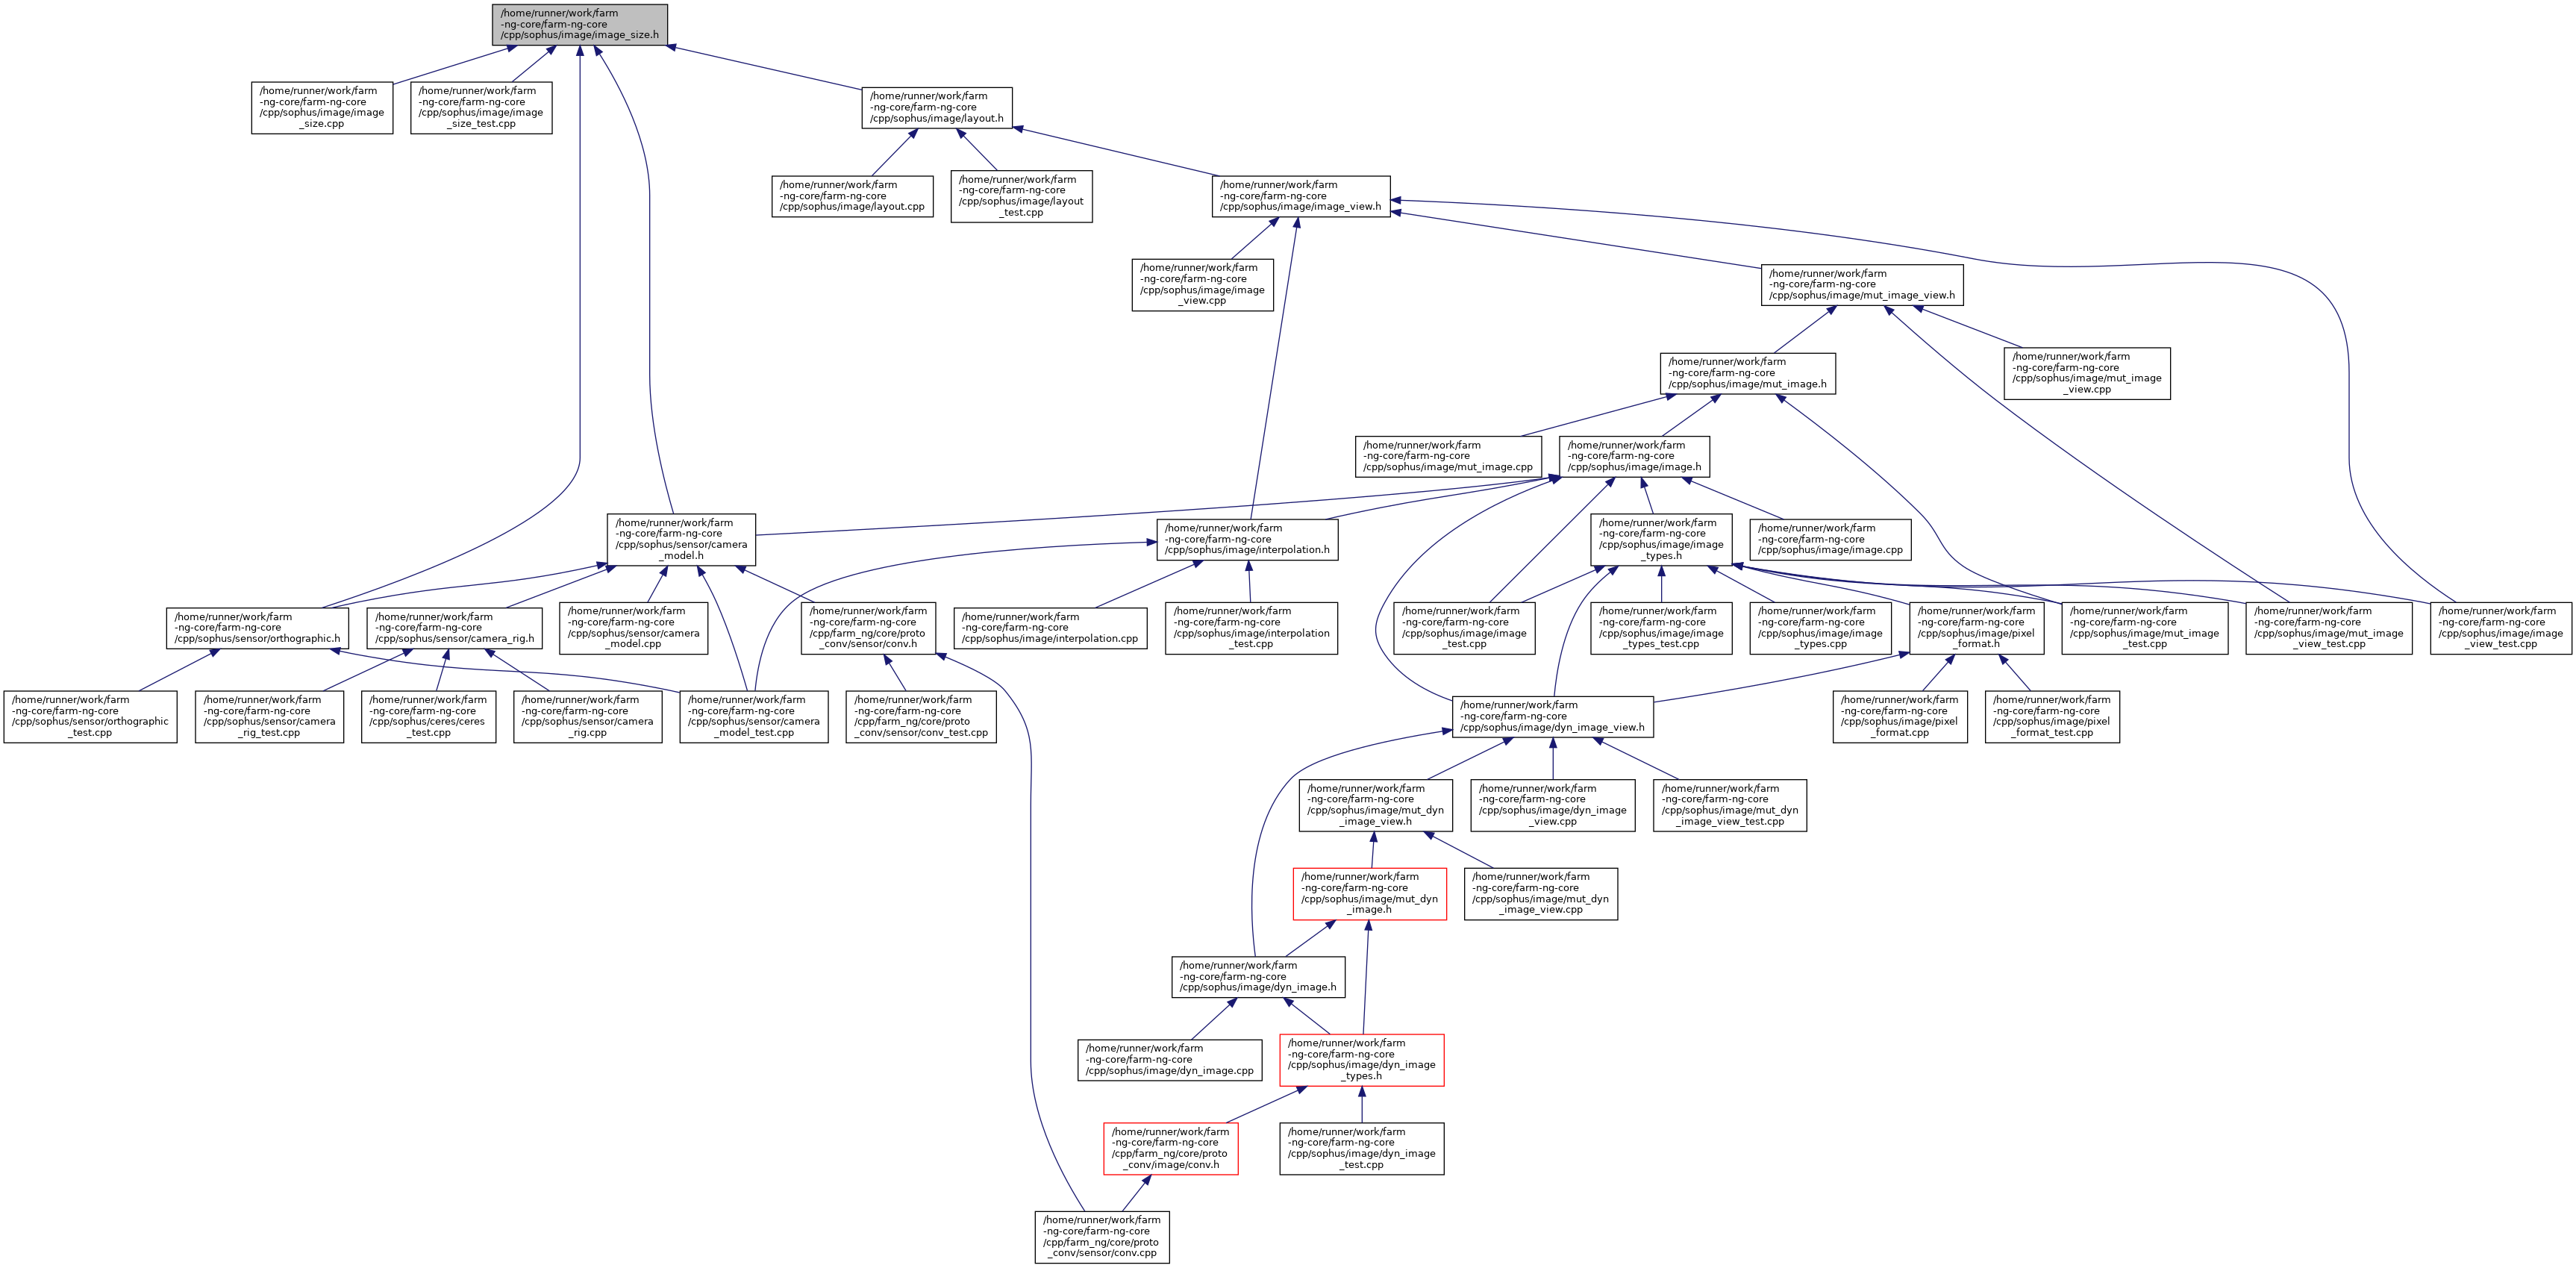 /home/runner/work/farm
-ng-core/farm-ng-core
/cpp/sophus/image/image_size.h
/home/runner/work/farm
-ng-core/farm-ng-core
/cpp/sophus/image/image
_size.cpp
/home/runner/work/farm
-ng-core/farm-ng-core
/cpp/sophus/image/image
_size_test.cpp
/home/runner/work/farm
-ng-core/farm-ng-core
/cpp/sophus/image/layout.h
/home/runner/work/farm
-ng-core/farm-ng-core
/cpp/sophus/image/layout.cpp
/home/runner/work/farm
-ng-core/farm-ng-core
/cpp/sophus/image/layout
_test.cpp
/home/runner/work/farm
-ng-core/farm-ng-core
/cpp/sophus/image/image_view.h
/home/runner/work/farm
-ng-core/farm-ng-core
/cpp/sophus/image/image
_view.cpp
/home/runner/work/farm
-ng-core/farm-ng-core
/cpp/sophus/image/mut_image_view.h
/home/runner/work/farm
-ng-core/farm-ng-core
/cpp/sophus/image/mut_image.h
/home/runner/work/farm
-ng-core/farm-ng-core
/cpp/sophus/image/mut_image
_view.cpp
/home/runner/work/farm
-ng-core/farm-ng-core
/cpp/sophus/image/mut_image.cpp
/home/runner/work/farm
-ng-core/farm-ng-core
/cpp/sophus/image/image.h
/home/runner/work/farm
-ng-core/farm-ng-core
/cpp/sophus/sensor/camera
_model.h
/home/runner/work/farm
-ng-core/farm-ng-core
/cpp/sophus/image/interpolation.h
/home/runner/work/farm
-ng-core/farm-ng-core
/cpp/sophus/image/image
_types.h
/home/runner/work/farm
-ng-core/farm-ng-core
/cpp/sophus/image/image.cpp
/home/runner/work/farm
-ng-core/farm-ng-core
/cpp/sophus/sensor/orthographic.h
/home/runner/work/farm
-ng-core/farm-ng-core
/cpp/sophus/sensor/camera_rig.h
/home/runner/work/farm
-ng-core/farm-ng-core
/cpp/sophus/sensor/camera
_model.cpp
/home/runner/work/farm
-ng-core/farm-ng-core
/cpp/farm_ng/core/proto
_conv/sensor/conv.h
/home/runner/work/farm
-ng-core/farm-ng-core
/cpp/sophus/image/interpolation.cpp
/home/runner/work/farm
-ng-core/farm-ng-core
/cpp/sophus/image/interpolation
_test.cpp
/home/runner/work/farm
-ng-core/farm-ng-core
/cpp/sophus/image/image
_test.cpp
/home/runner/work/farm
-ng-core/farm-ng-core
/cpp/sophus/image/image
_types_test.cpp
/home/runner/work/farm
-ng-core/farm-ng-core
/cpp/sophus/image/image
_types.cpp
/home/runner/work/farm
-ng-core/farm-ng-core
/cpp/sophus/image/pixel
_format.h
/home/runner/work/farm
-ng-core/farm-ng-core
/cpp/sophus/image/mut_image
_test.cpp
/home/runner/work/farm
-ng-core/farm-ng-core
/cpp/sophus/image/mut_image
_view_test.cpp
/home/runner/work/farm
-ng-core/farm-ng-core
/cpp/sophus/image/image
_view_test.cpp
/home/runner/work/farm
-ng-core/farm-ng-core
/cpp/sophus/sensor/orthographic
_test.cpp
/home/runner/work/farm
-ng-core/farm-ng-core
/cpp/sophus/sensor/camera
_rig_test.cpp
/home/runner/work/farm
-ng-core/farm-ng-core
/cpp/sophus/ceres/ceres
_test.cpp
/home/runner/work/farm
-ng-core/farm-ng-core
/cpp/sophus/sensor/camera
_rig.cpp
/home/runner/work/farm
-ng-core/farm-ng-core
/cpp/sophus/sensor/camera
_model_test.cpp
/home/runner/work/farm
-ng-core/farm-ng-core
/cpp/farm_ng/core/proto
_conv/sensor/conv_test.cpp
/home/runner/work/farm
-ng-core/farm-ng-core
/cpp/sophus/image/dyn_image_view.h
/home/runner/work/farm
-ng-core/farm-ng-core
/cpp/sophus/image/pixel
_format.cpp
/home/runner/work/farm
-ng-core/farm-ng-core
/cpp/sophus/image/pixel
_format_test.cpp
/home/runner/work/farm
-ng-core/farm-ng-core
/cpp/sophus/image/mut_dyn
_image_view.h
/home/runner/work/farm
-ng-core/farm-ng-core
/cpp/sophus/image/dyn_image
_view.cpp
/home/runner/work/farm
-ng-core/farm-ng-core
/cpp/sophus/image/mut_dyn
_image_view_test.cpp
/home/runner/work/farm
-ng-core/farm-ng-core
/cpp/sophus/image/mut_dyn
_image.h
/home/runner/work/farm
-ng-core/farm-ng-core
/cpp/sophus/image/mut_dyn
_image_view.cpp
/home/runner/work/farm
-ng-core/farm-ng-core
/cpp/sophus/image/dyn_image.h
/home/runner/work/farm
-ng-core/farm-ng-core
/cpp/sophus/image/dyn_image.cpp
/home/runner/work/farm
-ng-core/farm-ng-core
/cpp/sophus/image/dyn_image
_types.h
/home/runner/work/farm
-ng-core/farm-ng-core
/cpp/farm_ng/core/proto
_conv/image/conv.h
/home/runner/work/farm
-ng-core/farm-ng-core
/cpp/sophus/image/dyn_image
_test.cpp
/home/runner/work/farm
-ng-core/farm-ng-core
/cpp/farm_ng/core/proto
_conv/sensor/conv.cpp